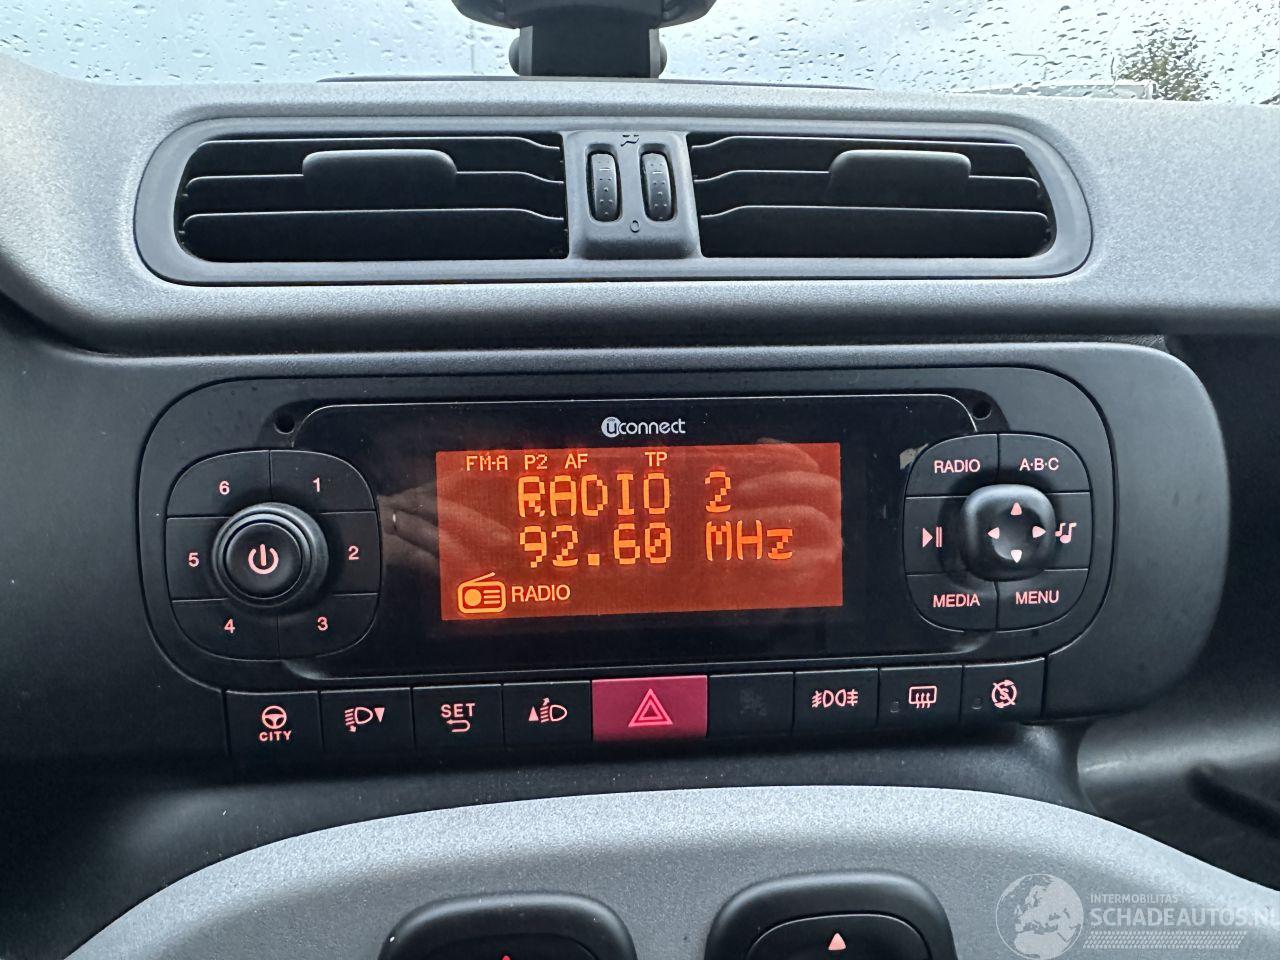 0
uconnect
FM-A P2 AF TP
RADIO 2
92.60 MHz
RADIO
6 1
5 2
4 3
RADIO A·B·C
MEDIA MENU
CITY
SET
INTERMOBILITAS
SCHADEAUTOS.NL